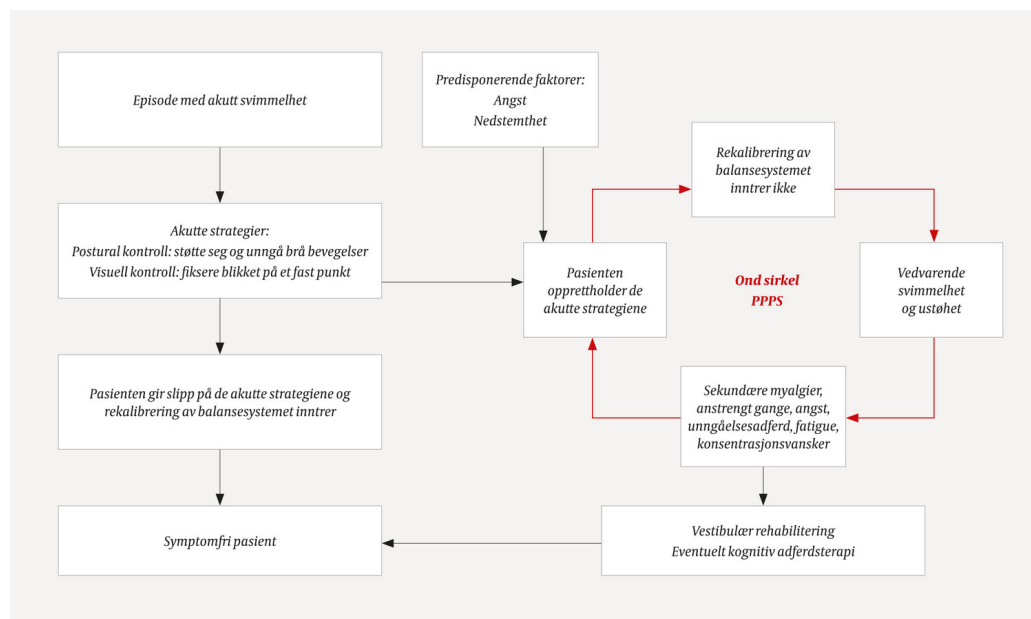 Episode med akutt svimmelhet
Predisponerende faktorer:
Angst
Nedstemthet
Rekalibrering av
balansesystemet
inntrer ikke
Akutte strategier:
Postural kontroll: støtte seg og unngå brå bevegelser
Visuell kontroll: fiksere blikket på et fast punkt
Pasienten
opprettholder de
akutte strategiene
Ond sirkel
PPPS
Vedvarende
svimmelhet
og ustøhet
Pasienten gir slipp på de akutte strategiene og
rekalibrering av balansesystemet inntrer
Sekundære myalgier,
anstrengt gange, angst,
unngåelsesadferd, fatigue,
konsentrasjonsvansker
Symptomfri pasient
Vestibulær rehabilitering
Eventuelt kognitiv adferdsterapi